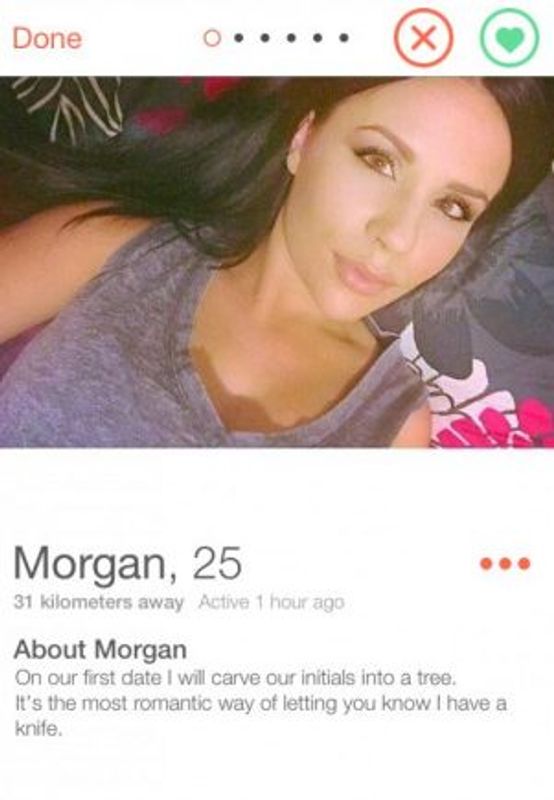 Done
Morgan, 25
31 kilometers away Active 1 hour ago
About Morgan
On our first date I will carve our initials into a tree.
It's the most romantic way of letting you know I have a
knife.